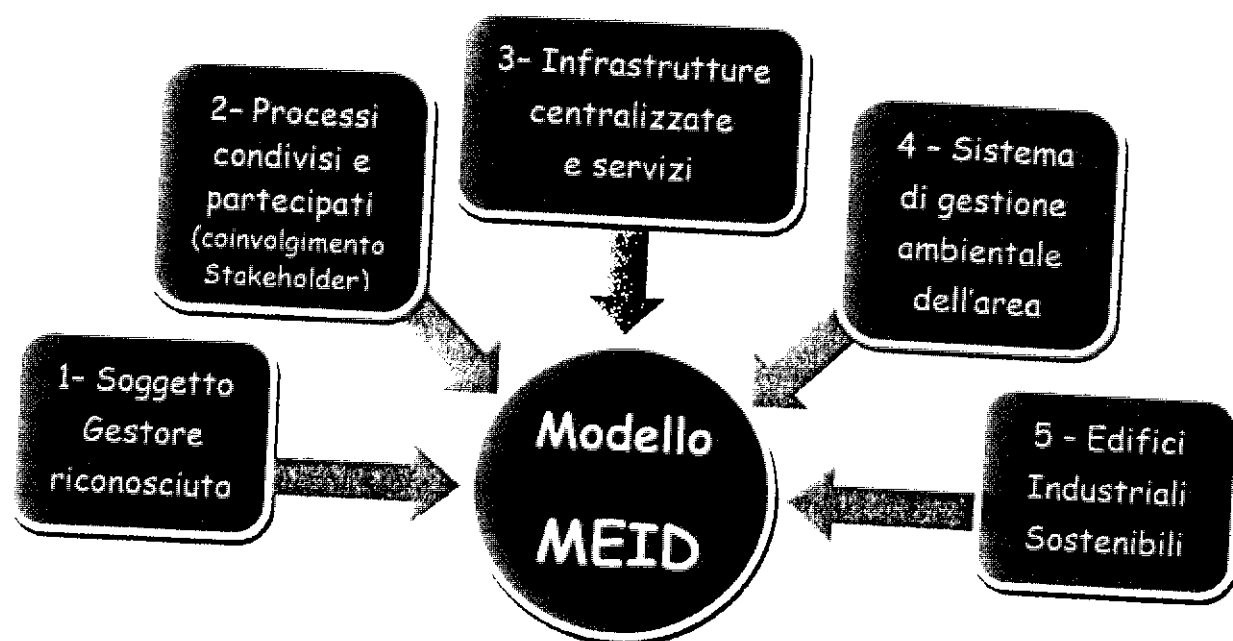 1- Soggetto
Gestore
riconosciuto
2- Processi
condivisi e
partecipati
(coinvolgimento
Stakeholder)
3- Infrastrutture
centralizzate
e servizi
4 - Sistema
di gestione
ambientale
dell'area
5 - Edifici
Industriali
Sostenibili
Modello
MEID